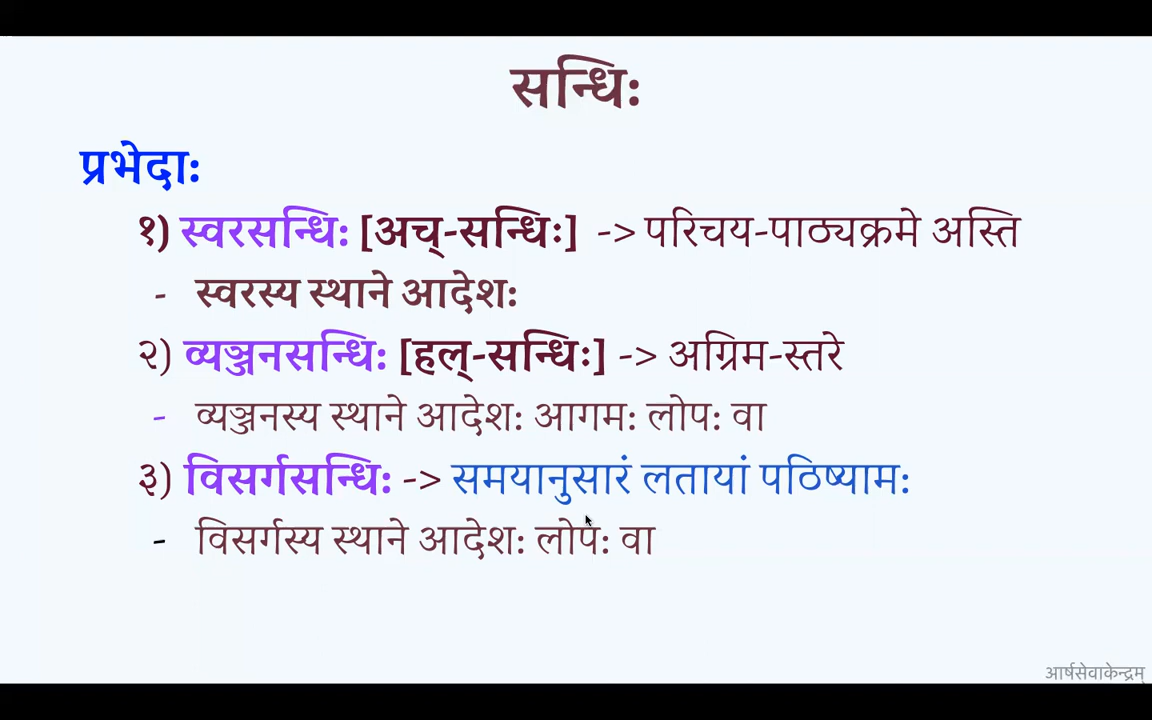 सन्धिः
प्रभेदाः
१) स्वरसन्धिः [अच्-सन्धिः] -> परिचय-पाठ्यक्रमे अस्ति
- स्वरस्य स्थाने आदेशः
२) व्यञ्जनसन्धिः [हल्-सन्धिः] -> अग्रिम-स्तरे
- व्यञ्जनस्य स्थाने आदेशः आगमः लोपः वा
३) विसर्गसन्धिः -> समयानुसारं लतायां पठिष्यामः
- विसर्गस्य स्थाने आदेशः लोपः वा
आर्षसेवाकेन्द्रम्